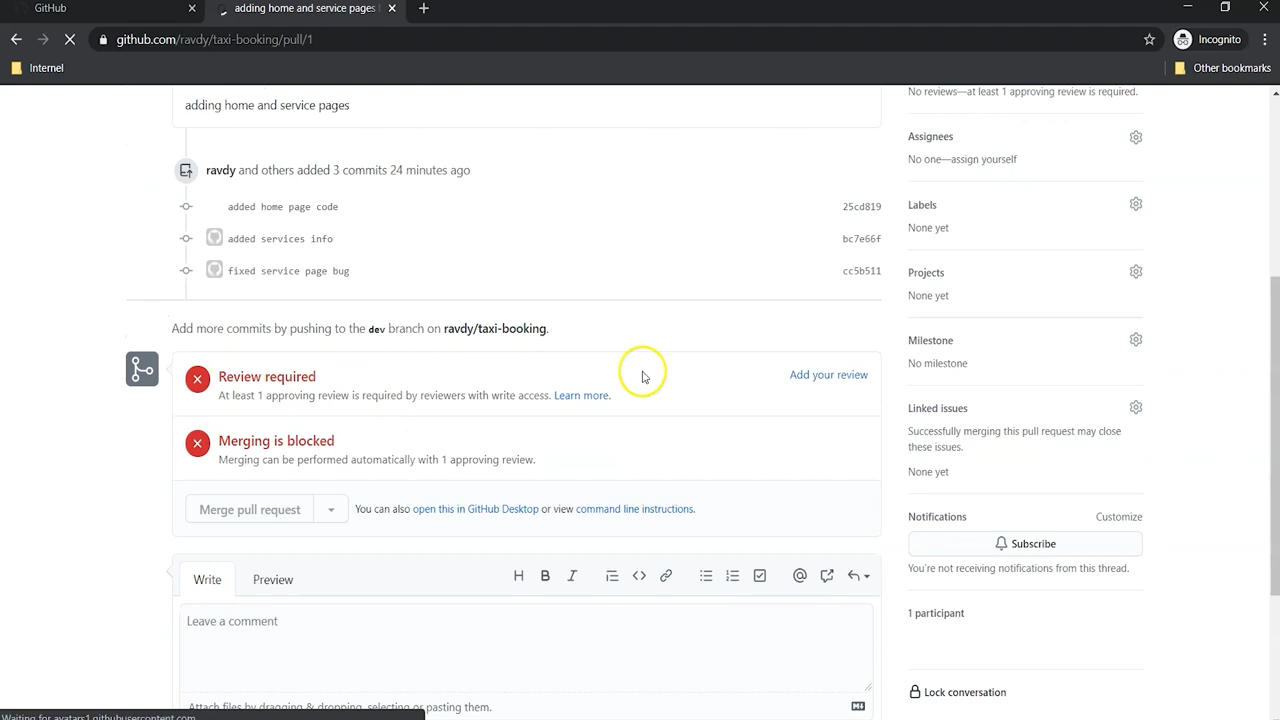 GitHub
adding home and service pages
github.com/ravdy/taxi-booking/pull/1
Incognito
Internet
Other bookmarks
adding home and service pages
No reviews—at least 1 approving review is required.
Assignees
No one—assign yourself
ravdy and others added 3 commits 24 minutes ago
added home page code 25cd819
Labels
None yet
added services info bc7e66f
fixed service page bug cc5b511
Projects
None yet
Add more commits by pushing to the dev branch on ravdy/taxi-booking.
Milestone
No milestone
Review required
At least 1 approving review is required by reviewers with write access. Learn more.
Add your review
Linked issues
Successfully merging this pull request may close
these issues.
None yet
Merging is blocked
Merging can be performed automatically with 1 approving review.
Merge pull request
You can also open this in GitHub Desktop or view command line instructions.
Notifications Customize
Subscribe
You're not receiving notifications from this thread.
Write Preview
Leave a comment
1 participant
Lock conversation
Attach files by dragging & dropping, selecting or pasting them.
Waiting for avatars1.githubusercontent.com